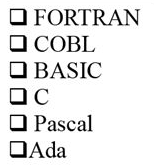 ❑ FORTRAN
❑ COBL
❑ BASIC
❑ C
❑ Pascal
❑Ada